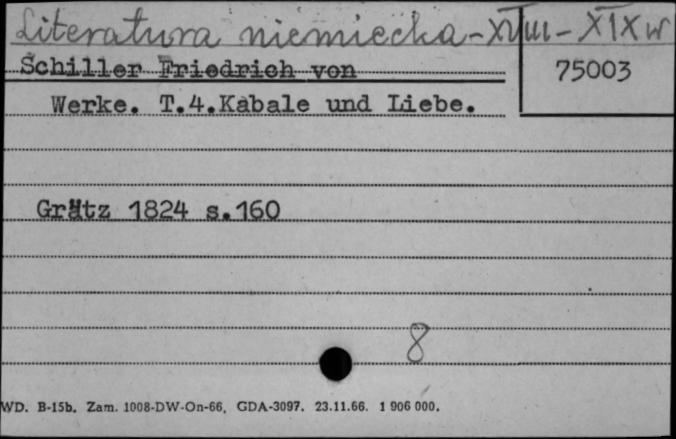 Literatura niemiecka - XVIII - XIX w
Schiller Friedrich von
75003
Werke. T.4.Kabale und Liebe.
Grätz 1824 s.160
8
WD. B-15b. Zam. 1008-DW-On-66, GDA-3097. 23.11.66. 1 906 000.